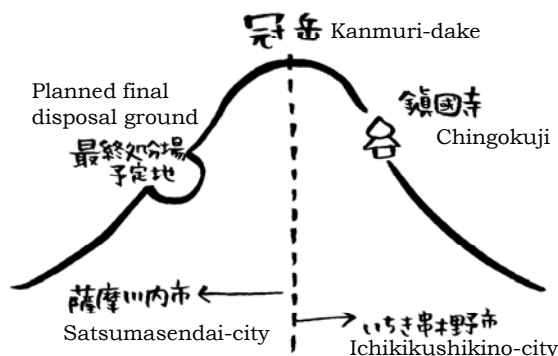 冠岳 Kanmuri-dake
Planned final
disposal ground
最終処分場
予定地
鎭國寺
Chingokuji
薩摩川内市
Satsumasendai-city
いちき串木野市
Ichikikushikino-city